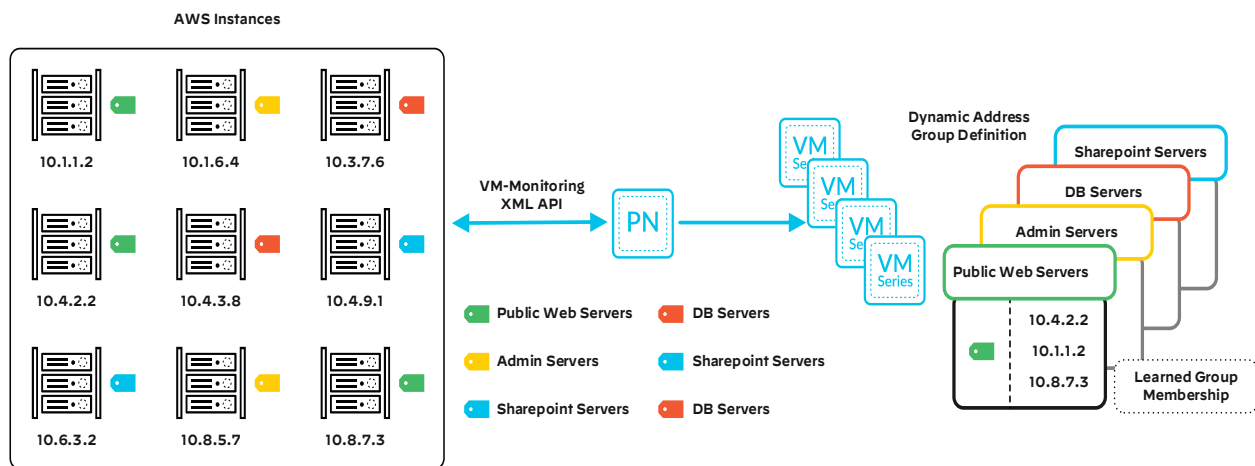 AWS Instances
10.1.1.2
10.1.6.4
10.3.7.6
10.4.2.2
10.4.3.8
10.4.9.1
10.6.3.2
10.8.5.7
10.8.7.3
VM-Monitoring
XML API
PN
VM
Series
VM
Series
VM
Series
VM
Series
Public Web Servers
DB Servers
Admin Servers
Sharepoint Servers
Sharepoint Servers
DB Servers
Dynamic Address
Group Definition
Sharepoint Servers
DB Servers
Admin Servers
Public Web Servers
10.4.2.2
10.1.1.2
10.8.7.3
Learned Group
Membership